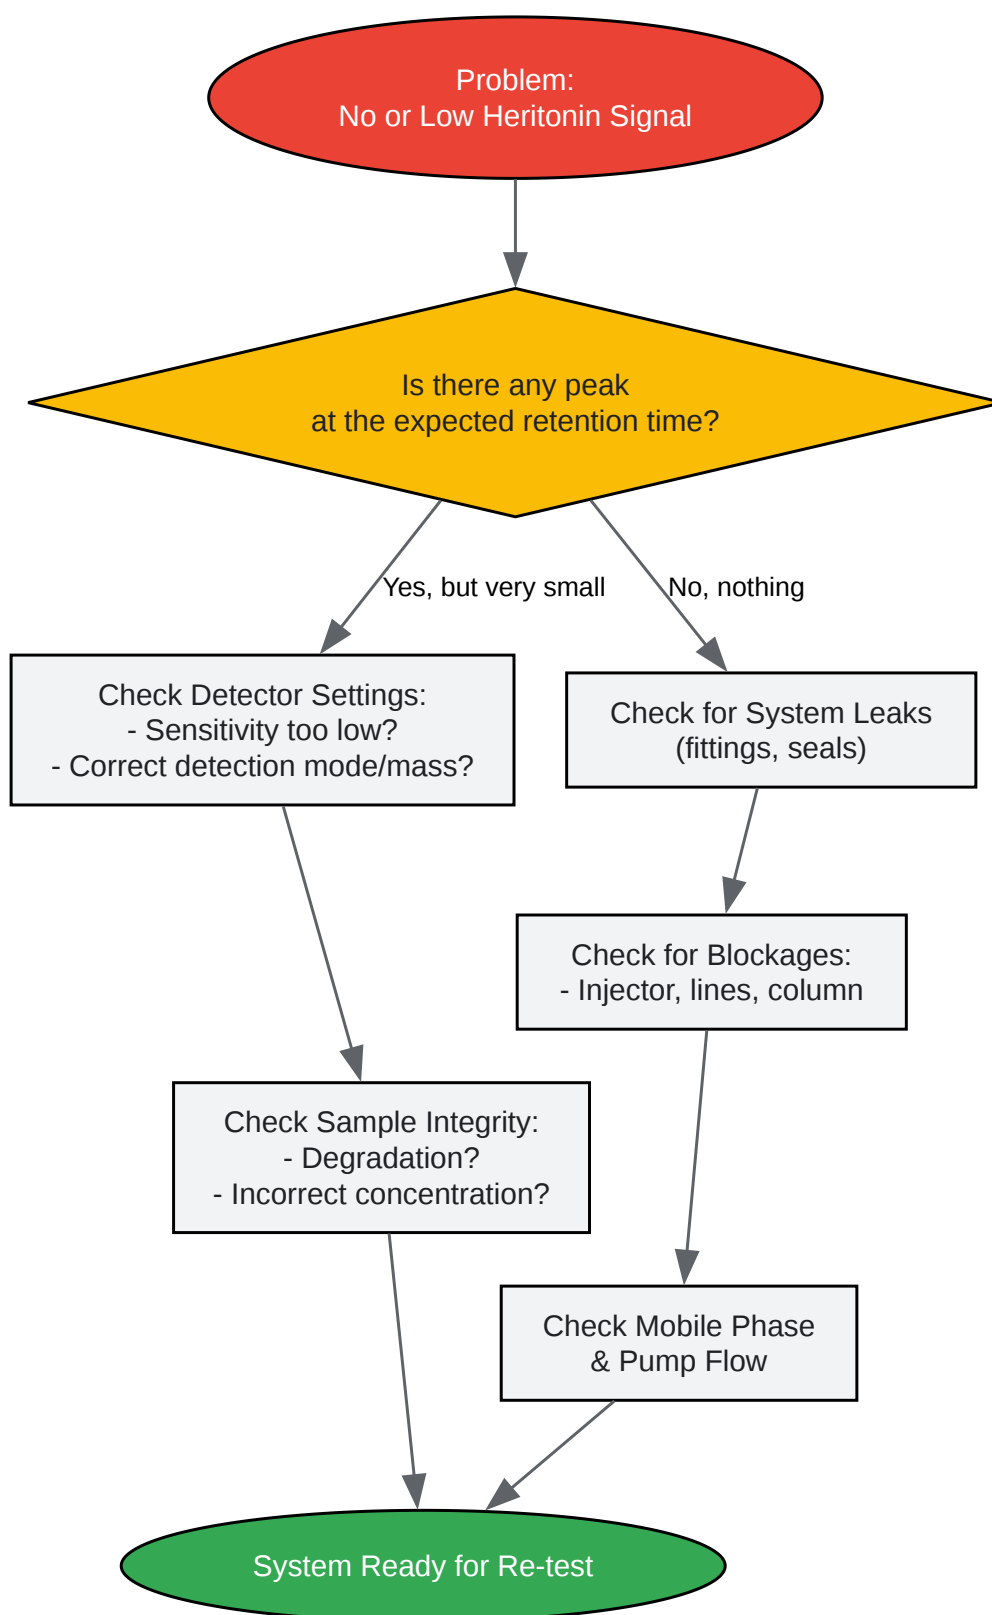 Problem:
No or Low Heritonin Signal
Is there any peak
at the expected retention time?
Yes, but very small
No, nothing
Check Detector Settings:
- Sensitivity too low?
- Correct detection mode/mass?
Check for System Leaks
(fittings, seals)
Check for Blockages:
- Injector, lines, column
Check Sample Integrity:
- Degradation?
- Incorrect concentration?
Check Mobile Phase
& Pump Flow
System Ready for Re-test